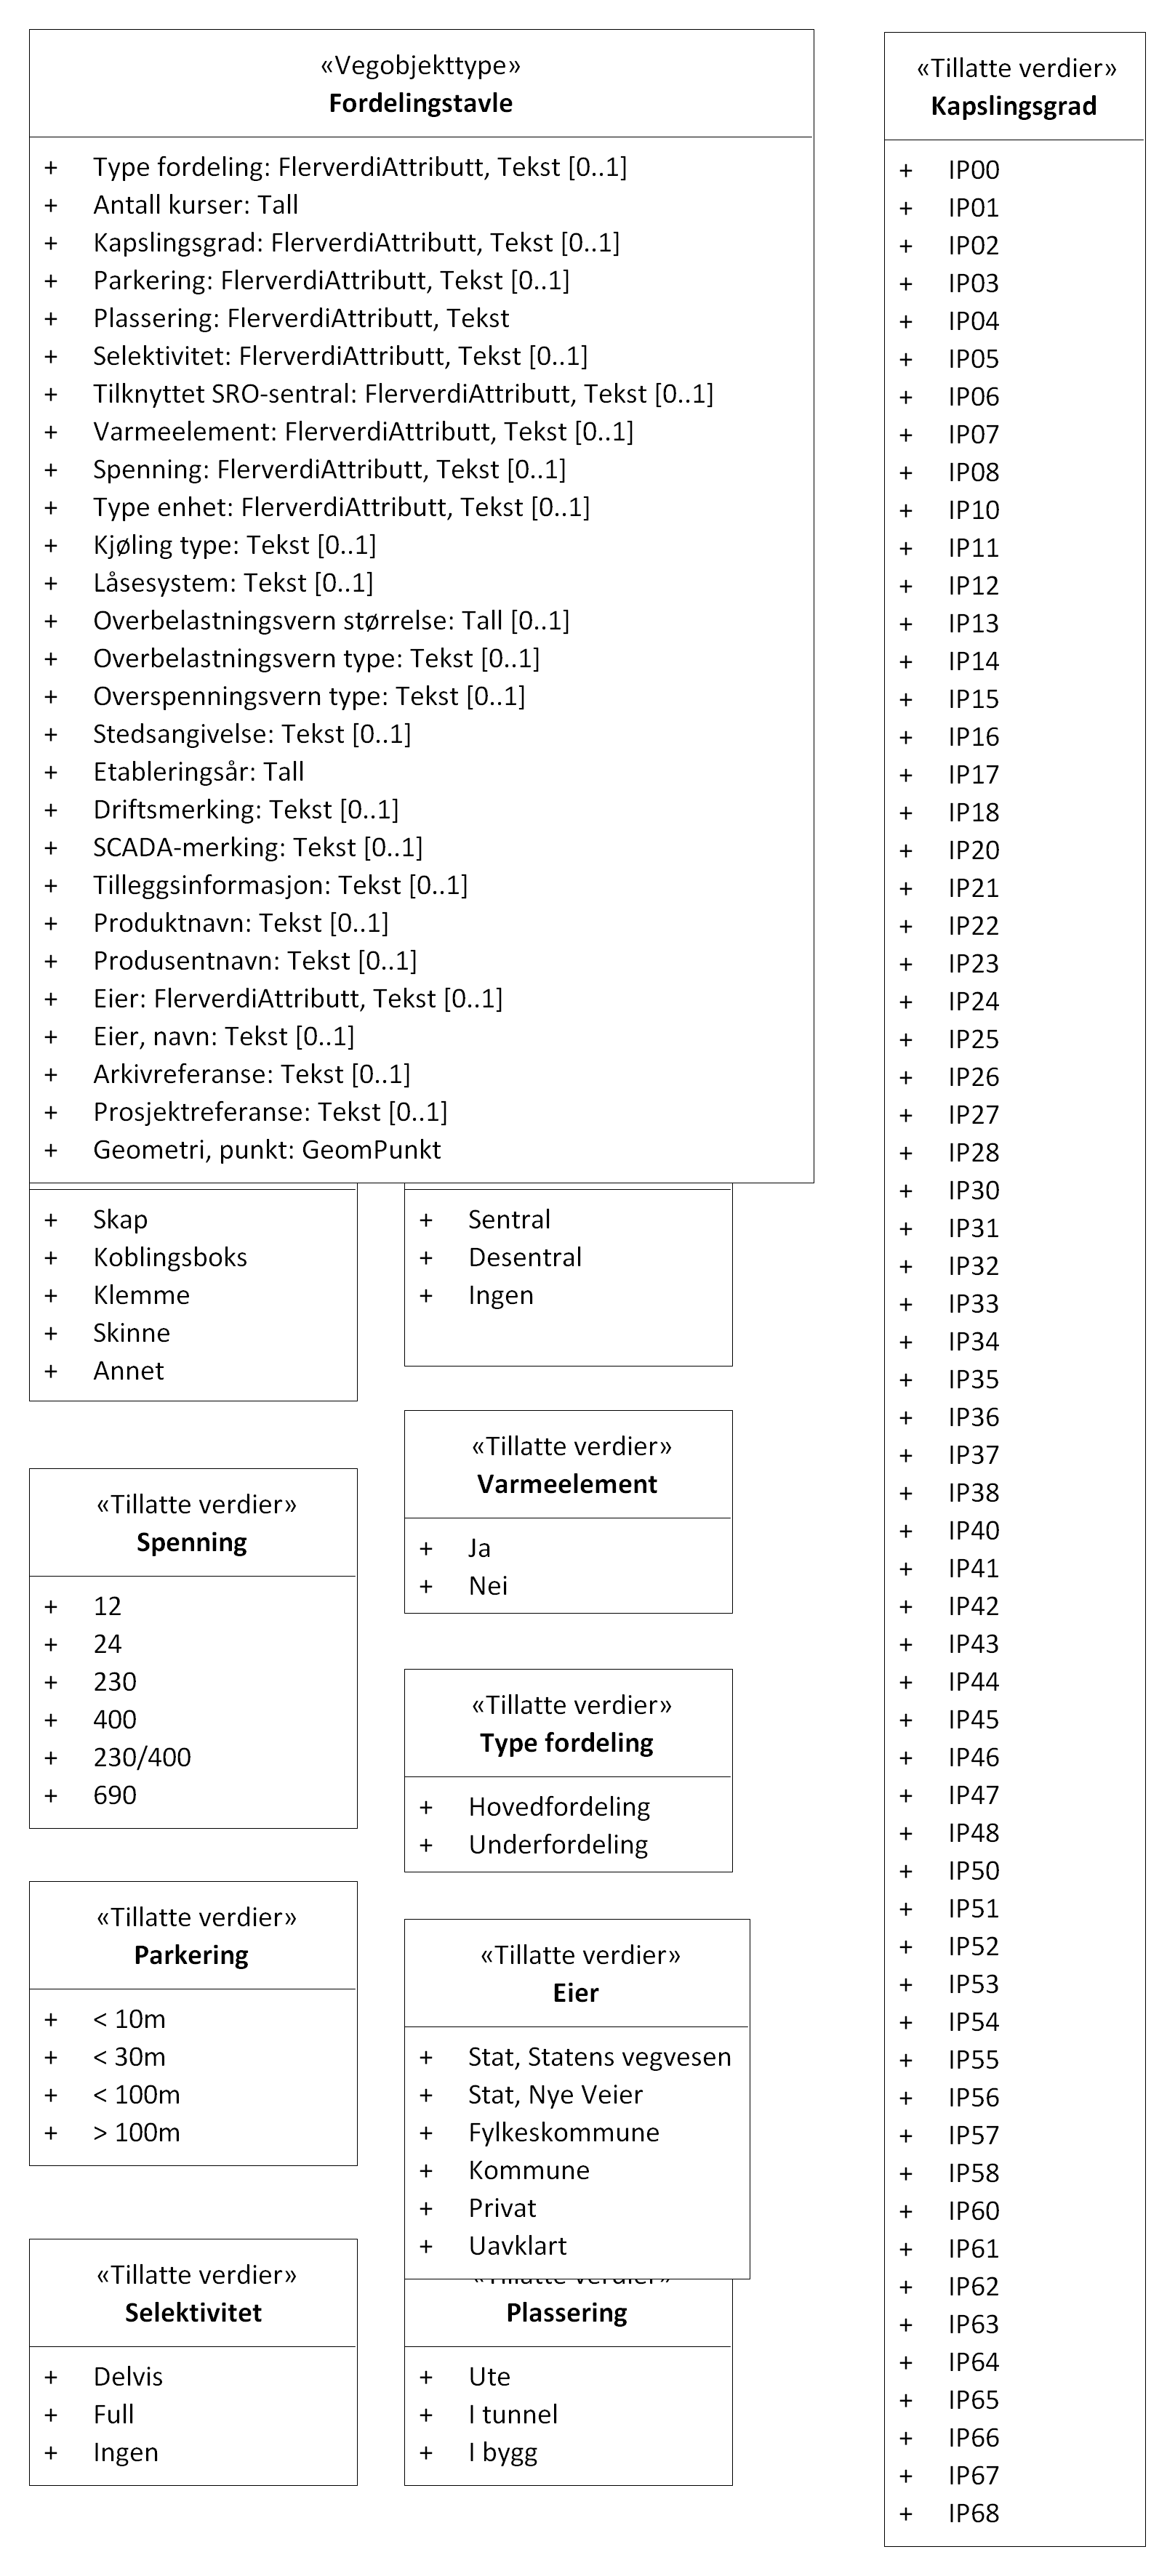 «Vegobjekttype»
Fordelingstavle
+ Type fordeling: FlerverdiAttributt, Tekst [0..1]
+ Antall kurser: Tall
+ Kapslingsgrad: FlerverdiAttributt, Tekst [0..1]
+ Parkering: FlerverdiAttributt, Tekst [0..1]
+ Plassering: FlerverdiAttributt, Tekst
+ Selektivitet: FlerverdiAttributt, Tekst [0..1]
+ Tilknyttet SRO-sentral: FlerverdiAttributt, Tekst [0..1]
+ Varmeelement: FlerverdiAttributt, Tekst [0..1]
+ Spenning: FlerverdiAttributt, Tekst [0..1]
+ Type enhet: FlerverdiAttributt, Tekst [0..1]
+ Kjøling type: Tekst [0..1]
+ Låsesystem: Tekst [0..1]
+ Overbelastningsvern størrelse: Tall [0..1]
+ Overbelastningsvern type: Tekst [0..1]
+ Overspenningsvern type: Tekst [0..1]
+ Stedsangivelse: Tekst [0..1]
+ Etableringsår: Tall
+ Driftsmerking: Tekst [0..1]
+ SCADA-merking: Tekst [0..1]
+ Tilleggsinformasjon: Tekst [0..1]
+ Produktnavn: Tekst [0..1]
+ Produsentnavn: Tekst [0..1]
+ Eier: FlerverdiAttributt, Tekst [0..1]
+ Eier, navn: Tekst [0..1]
+ Arkivreferanse: Tekst [0..1]
+ Prosjektreferanse: Tekst [0..1]
+ Geometri, punkt: GeomPunkt
+ Skap
+ Koblingsboks
+ Klemme
+ Skinne
+ Annet
«Tillatte verdier»
Spenning
+ 12
+ 24
+ 230
+ 400
+ 230/400
+ 690
«Tillatte verdier»
Parkering
+ < 10m
+ < 30m
+ < 100m
+ > 100m
«Tillatte verdier»
Selektivitet
+ Delvis
+ Full
+ Ingen
+ Sentral
+ Desentral
+ Ingen
«Tillatte verdier»
Varmeelement
+ Ja
+ Nei
«Tillatte verdier»
Type fordeling
+ Hovedfordeling
+ Underfordeling
«Tillatte verdier»
Eier
+ Stat, Statens vegvesen
+ Stat, Nye Veier
+ Fylkeskommune
+ Kommune
+ Privat
+ Uavklart
Plassering
+ Ute
+ I tunnel
+ I bygg
«Tillatte verdier»
Kapslingsgrad
+ IP00
+ IP01
+ IP02
+ IP03
+ IP04
+ IP05
+ IP06
+ IP07
+ IP08
+ IP10
+ IP11
+ IP12
+ IP13
+ IP14
+ IP15
+ IP16
+ IP17
+ IP18
+ IP20
+ IP21
+ IP22
+ IP23
+ IP24
+ IP25
+ IP26
+ IP27
+ IP28
+ IP30
+ IP31
+ IP32
+ IP33
+ IP34
+ IP35
+ IP36
+ IP37
+ IP38
+ IP40
+ IP41
+ IP42
+ IP43
+ IP44
+ IP45
+ IP46
+ IP47
+ IP48
+ IP50
+ IP51
+ IP52
+ IP53
+ IP54
+ IP55
+ IP56
+ IP57
+ IP58
+ IP60
+ IP61
+ IP62
+ IP63
+ IP64
+ IP65
+ IP66
+ IP67
+ IP68